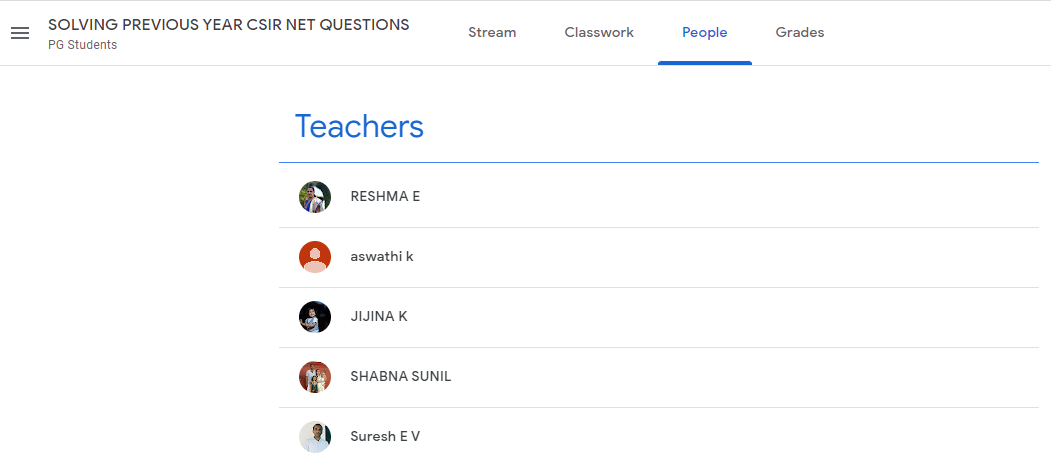 SOLVING PREVIOUS YEAR CSIR NET QUESTIONS
PG Students
Stream
Classwork
People
Grades
Teachers
RESHMA E
aswathi k
JIJINA K
SHABNA SUNIL
Suresh E V